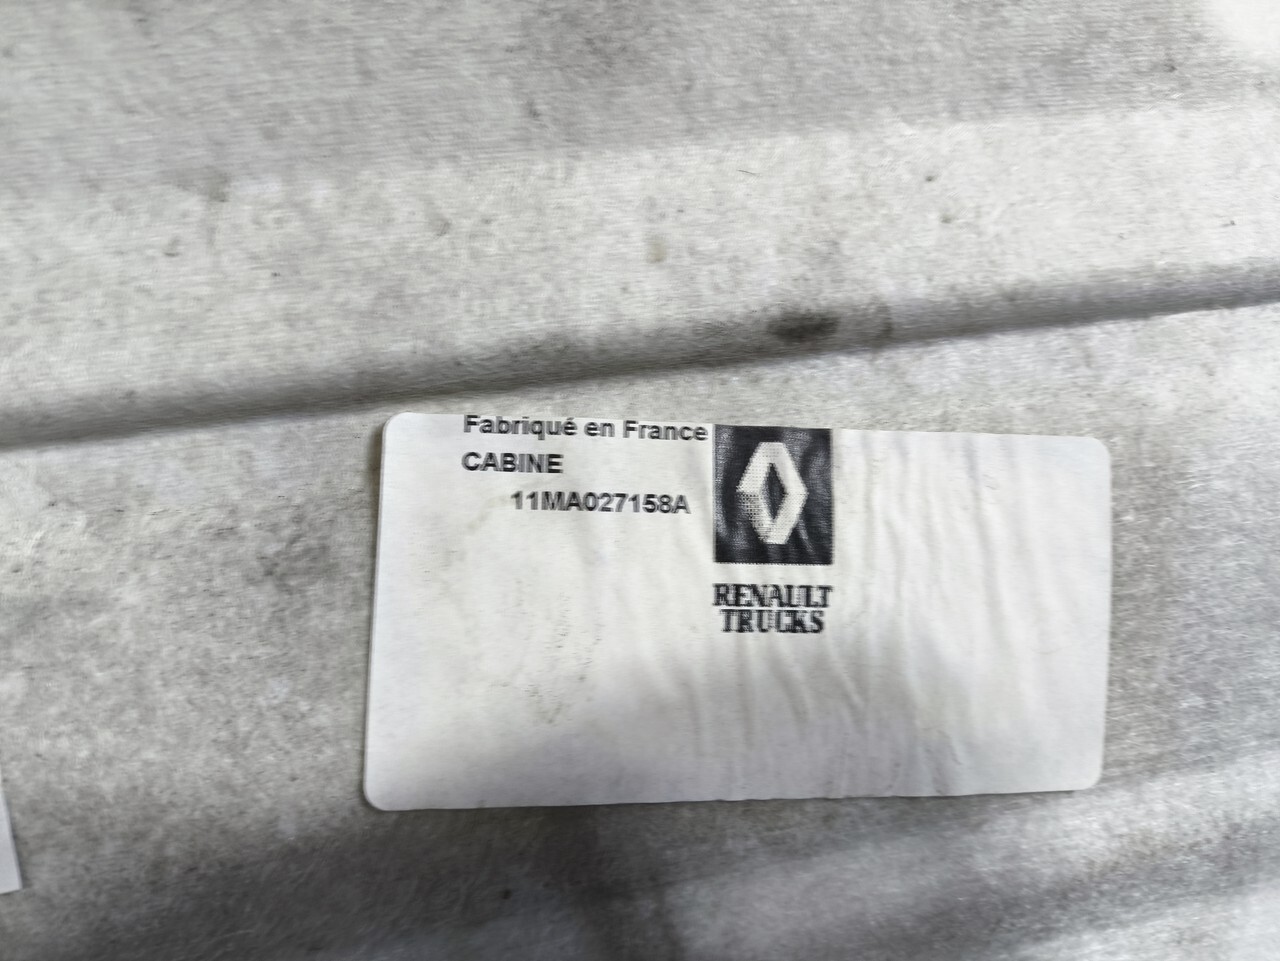 Fabriqué en France
CABINE
11MA027158A
RENAULT
TRUCKS